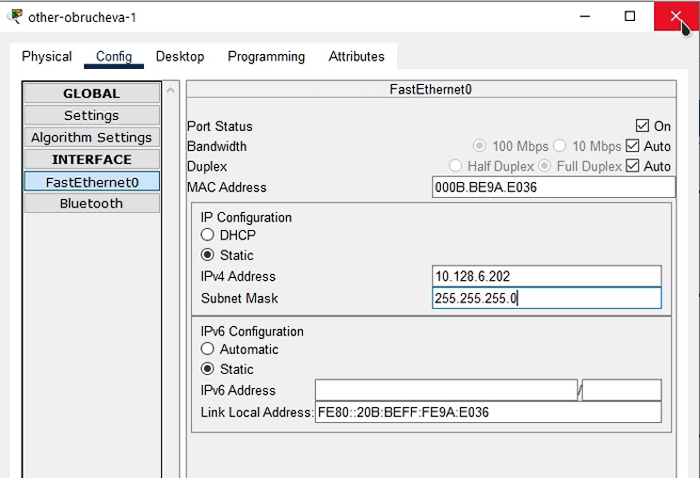 other-obrucheva-1
Physical Config Desktop Programming Attributes
GLOBAL
Settings
Algorithm Settings
INTERFACE
FastEthernet0
Bluetooth
FastEthernet0
Port Status On
Bandwidth 100 Mbps 10 Mbps Auto
Duplex Half Duplex Full Duplex Auto
MAC Address 000B.BE9A.E036
IP Configuration
DHCP
Static
IPv4 Address 10.128.6.202
Subnet Mask 255.255.255.0
IPv6 Configuration
Automatic
Static
IPv6 Address /
Link Local Address: FE80::20B:BEFF:FE9A:E036